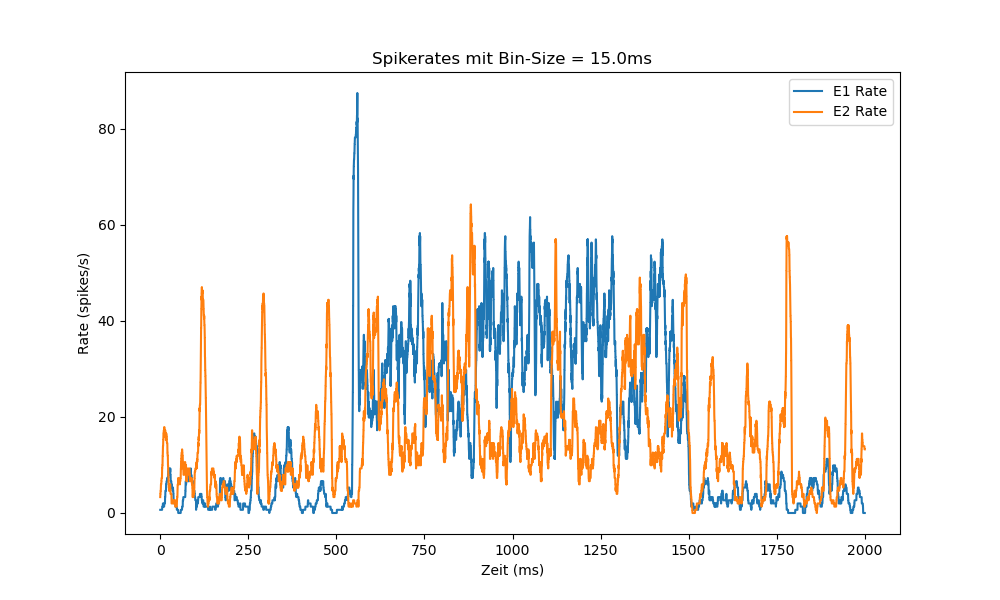 Spikerates mit Bin-Size = 15.0ms
E1 Rate
E2 Rate
80
60
40
20
0
Rate (spikes/s)
0 250 500 750 1000 1250 1500 1750 2000
Zeit (ms)